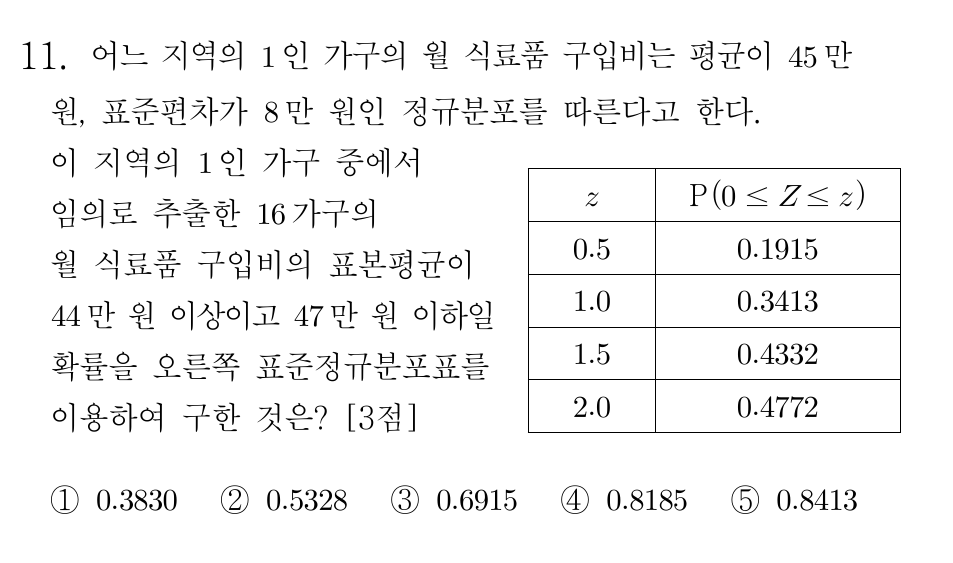 11. 어느 지역의 1인 가구의 월 식료품 구입비는 평균이 45만
원, 표준편차가 8만 원인 정규분포를 따른다고 한다.
이 지역의 1인 가구 중에서
임의로 추출한 16가구의
월 식료품 구입비의 표본평균이
44만 원 이상이고 47만 원 이하일
확률을 오른쪽 표준정규분포표를
이용하여 구한 것은? [3점]
z P(0 ≤ Z ≤ z)
0.5 0.1915
1.0 0.3413
1.5 0.4332
2.0 0.4772
① 0.3830 ② 0.5328 ③ 0.6915 ④ 0.8185 ⑤ 0.8413